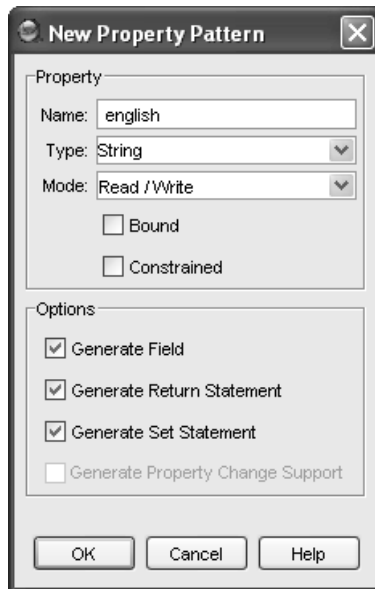 New Property Pattern
Property
Name: english
Type: String
Mode: Read / Write
Bound
Constrained
Options
Generate Field
Generate Return Statement
Generate Set Statement
Generate Property Change Support
OK Cancel Help